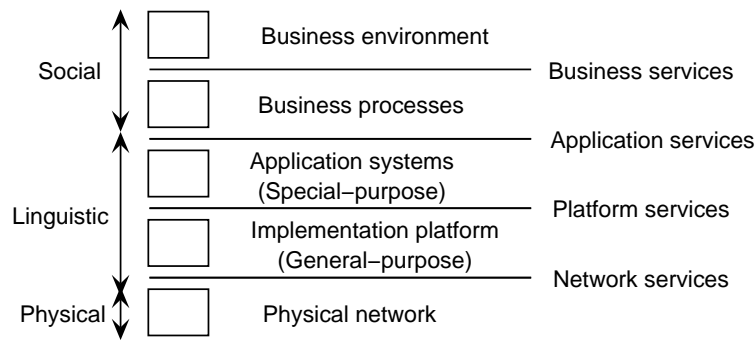 Business environment
Social
Business services
Business processes
Application services
Application systems
(Special−purpose)
Linguistic
Platform services
Implementation platform
(General−purpose)
Network services
Physical
Physical network